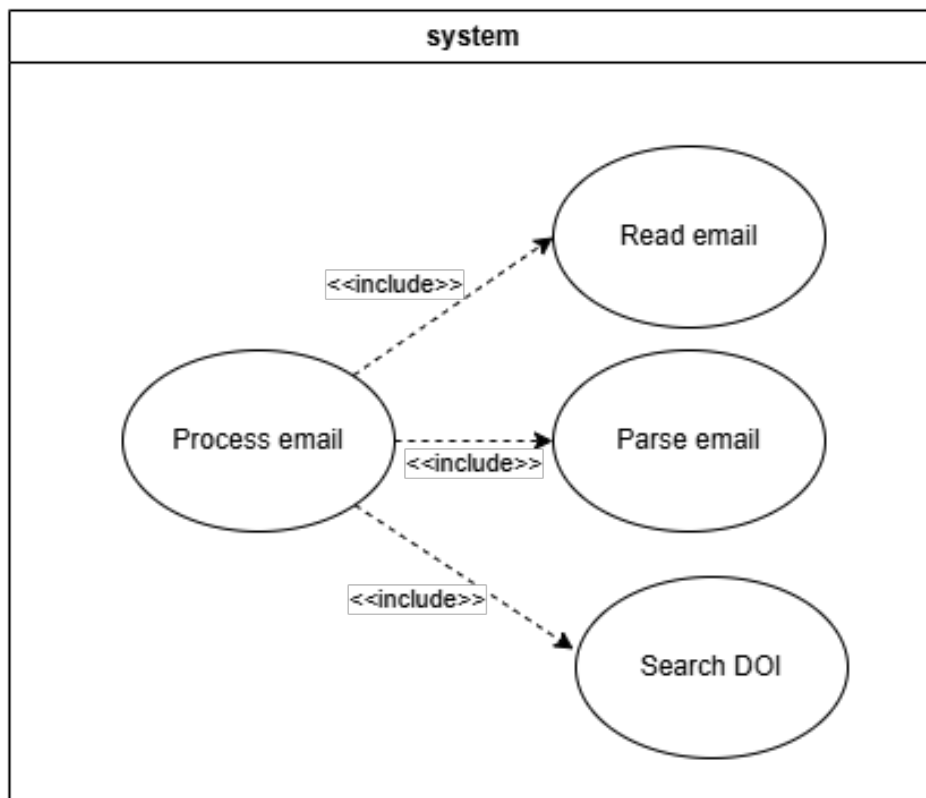 system
Read email
<<include>>
Process email
Parse email
<<include>>
<<include>>
Search DOI